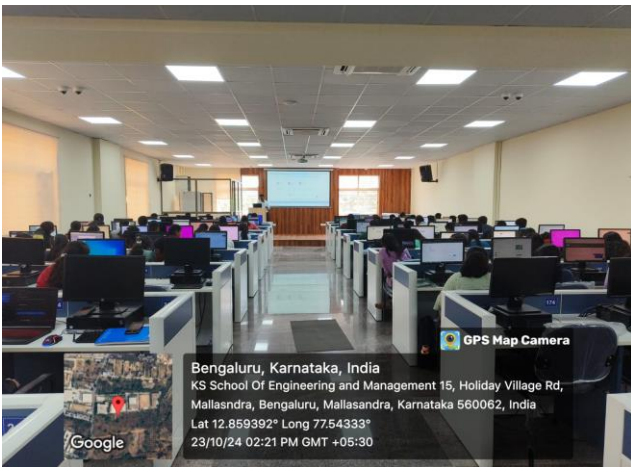 GPS Map Camera
Bengaluru, Karnataka, India
KS School Of Engineering and Management 15, Holiday Village Rd,
Mallasndra, Bengaluru, Mallasandra, Karnataka 560062, India
Lat 12.859392° Long 77.54333°
23/10/24 02:21 PM GMT +05:30
Google